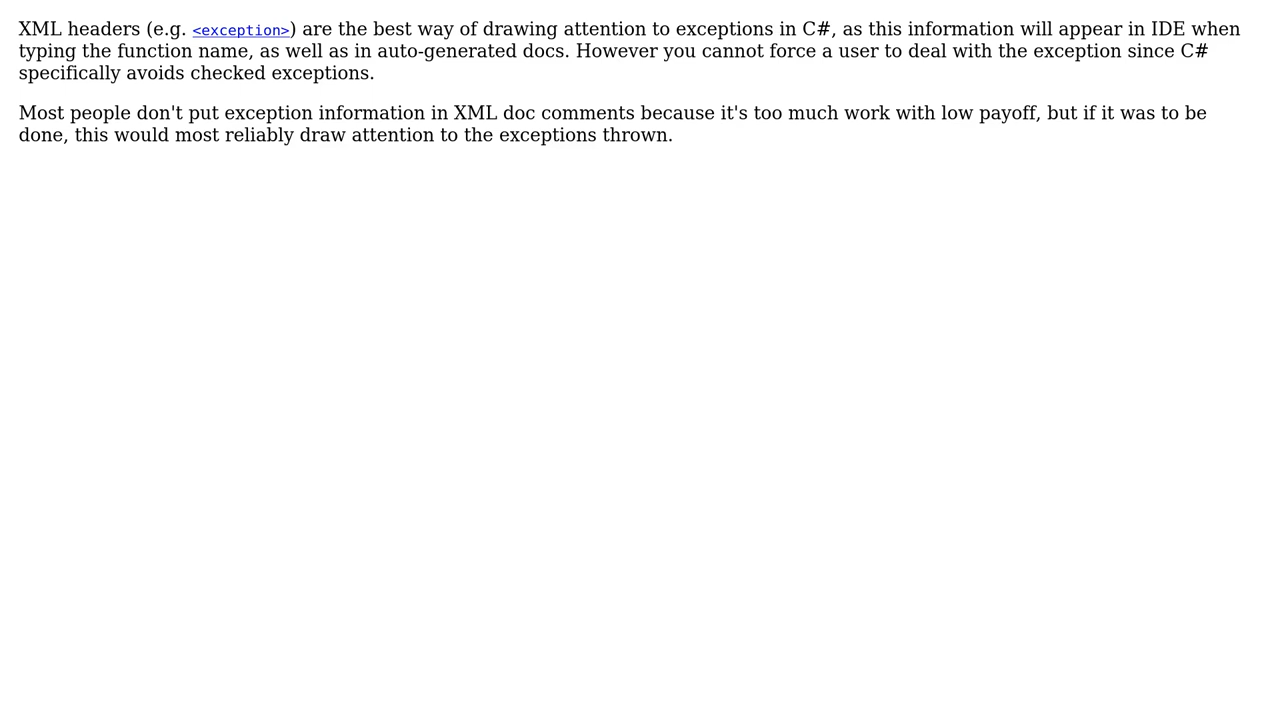 XML headers (e.g. <exception>) are the best way of drawing attention to exceptions in C#, as this information will appear in IDE when
typing the function name, as well as in auto-generated docs. However you cannot force a user to deal with the exception since C#
specifically avoids checked exceptions.
Most people don't put exception information in XML doc comments because it's too much work with low payoff, but if it was to be
done, this would most reliably draw attention to the exceptions thrown.